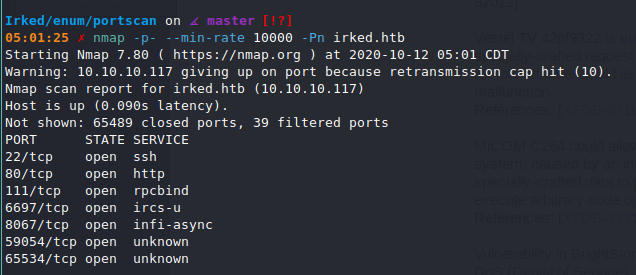 Irked/enum/portscan on master [!?]
05:01:25 ✗ nmap -p- --min-rate 10000 -Pn irked.htb
Starting Nmap 7.80 ( https://nmap.org ) at 2020-10-12 05:01 CDT
Warning: 10.10.10.117 giving up on port because retransmission cap hit (10).
Nmap scan report for irked.htb (10.10.10.117)
Host is up (0.090s latency).
Not shown: 65489 closed ports, 39 filtered ports
PORT      STATE SERVICE
22/tcp    open  ssh
80/tcp    open  http
111/tcp   open  rpcbind
6697/tcp  open  ircs-u
8067/tcp  open  infi-async
59054/tcp open  unknown
65534/tcp open  unknown